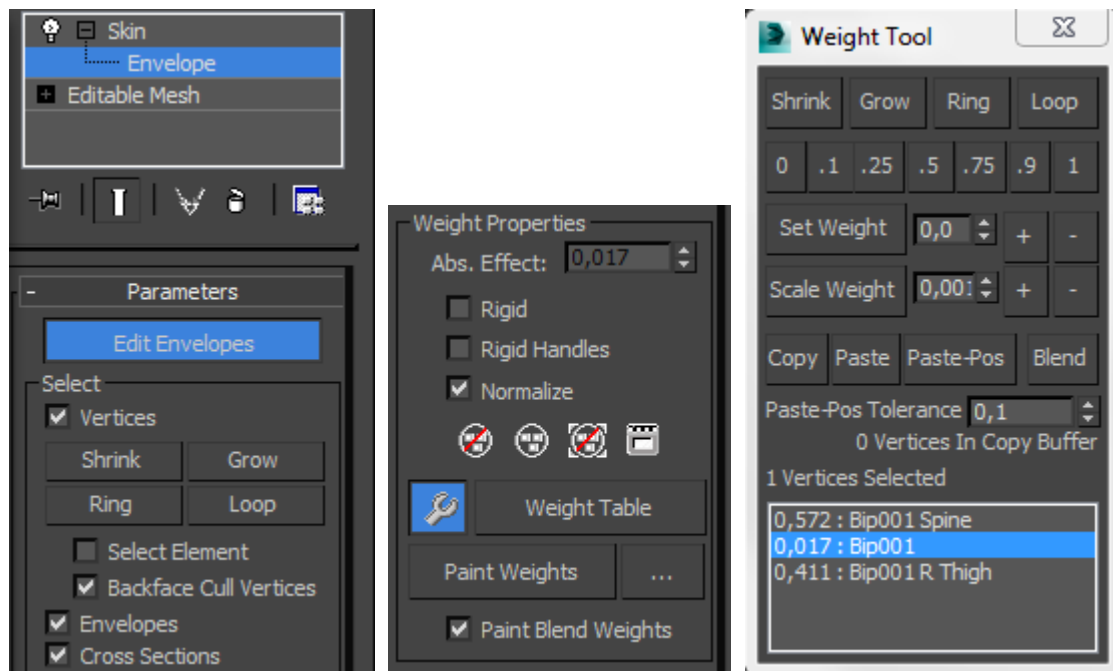 Skin
Envelope
Editable Mesh
- Parameters
Edit Envelopes
Select
Vertices
Shrink Grow
Ring Loop
Select Element
Backface Cull Vertices
Envelopes
Cross Sections
Weight Properties
Abs. Effect: 0,017
Rigid
Rigid Handles
Normalize
Weight Table
Paint Weights ...
Paint Blend Weights
Weight Tool
Shrink Grow Ring Loop
0 .1 .25 .5 .75 .9 1
Set Weight 0,0 + -
Scale Weight 0,001 + -
Copy Paste Paste-Pos Blend
Paste-Pos Tolerance 0,1
0 Vertices In Copy Buffer
1 Vertices Selected
0,572 : Bip001 Spine
0,017 : Bip001
0,411 : Bip001 R Thigh